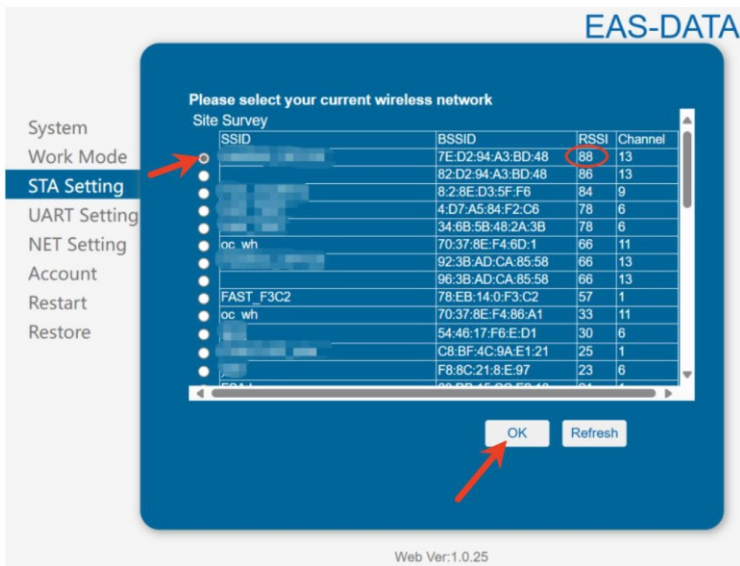 EAS-DATA
System
Work Mode
STA Setting
UART Setting
NET Setting
Account
Restart
Restore
Please select your current wireless network
Site Survey
SSID BSSID RSSI Channel
7E:D2:94:A3:BD:48 88 13
82:D2:94:A3:BD:48 86 13
8:2:8E:D3:5F:F6 84 9
4:D7:A5:84:F2:C6 78 6
34:6B:5B:48:2A:3B 78 6
oc_wh 70:37:8E:F4:6D:1 66 11
92:3B:AD:CA:85:58 66 13
96:3B:AD:CA:85:58 66 13
FAST_F3C2 78:EB:14:0:F3:C2 57 1
oc_wh 70:37:8E:F4:86:A1 33 11
54:46:17:F6:E:D1 30 6
C8:BF:4C:9A:E1:21 25 1
F8:8C:21:8:E:97 23 6
OK Refresh
Web Ver:1.0.25